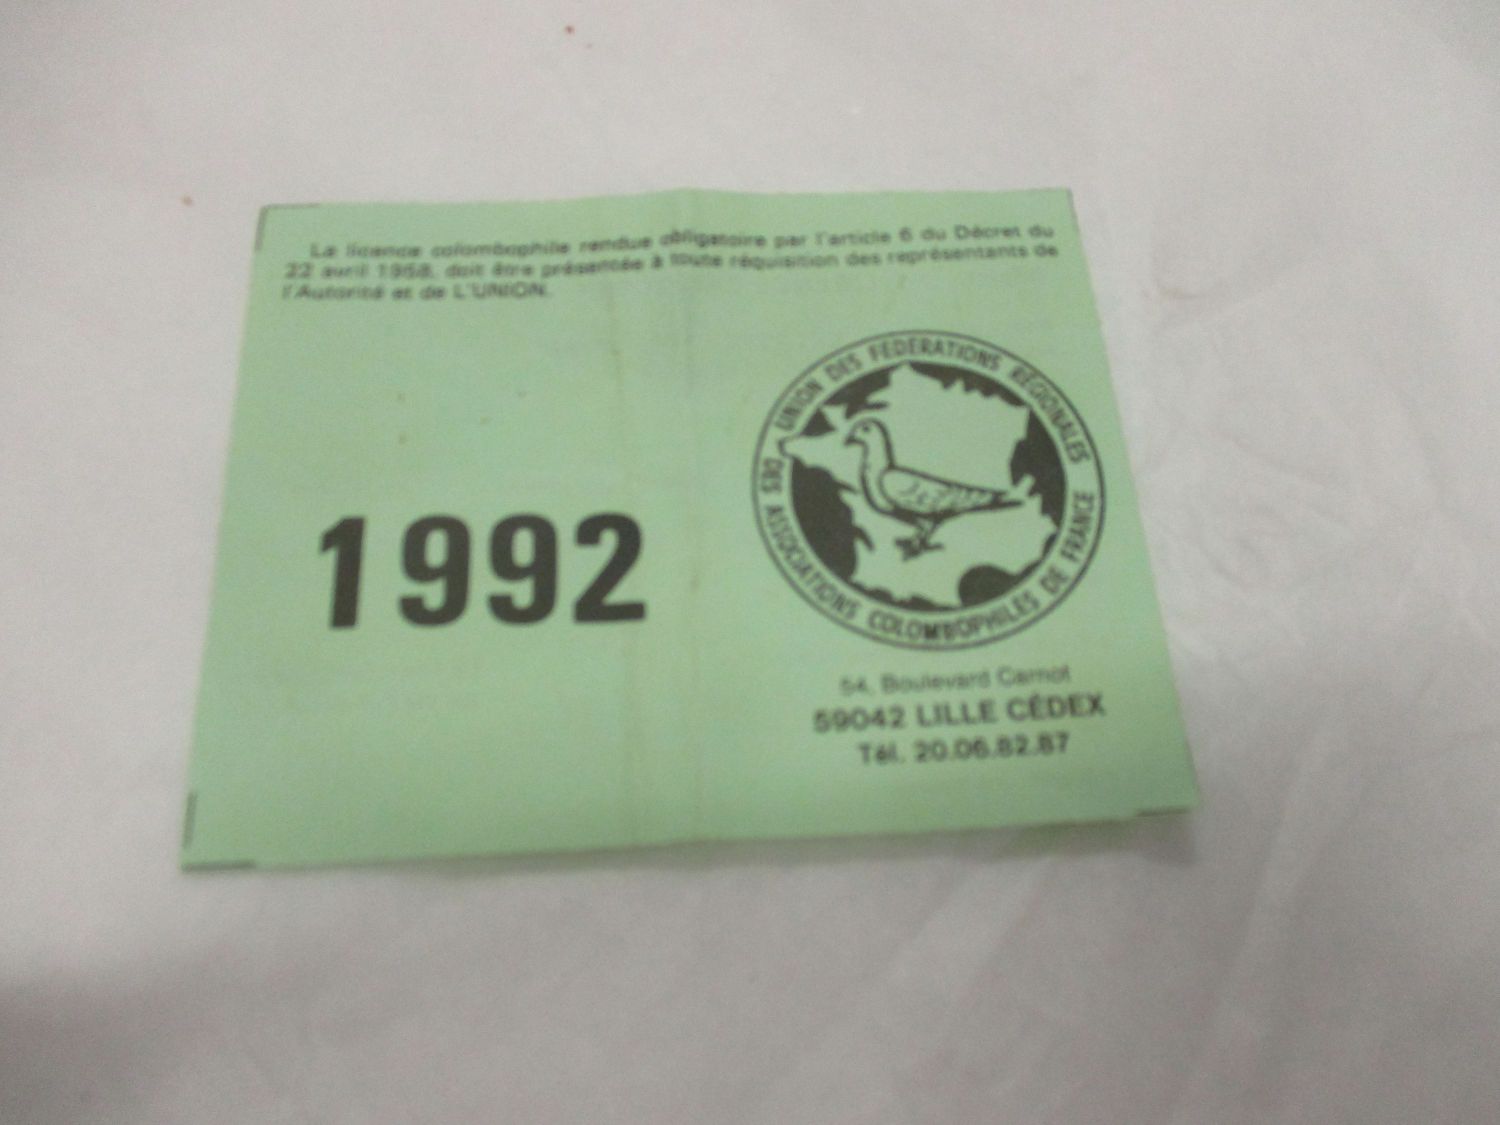 La licence colombophile rendue obligatoire par l'article 6 du Décret du
22 avril 1958, doit être présentée à toute réquisition des représentants de
l'Autorité et de L'UNION.
1992
UNION DES FEDERATIONS RÉGIONALES
DES ASSOCIATIONS COLOMBOPHILES DE FRANCE
54, Boulevard Carnot
59042 LILLE CÉDEX
Tél. 20.06.82.87